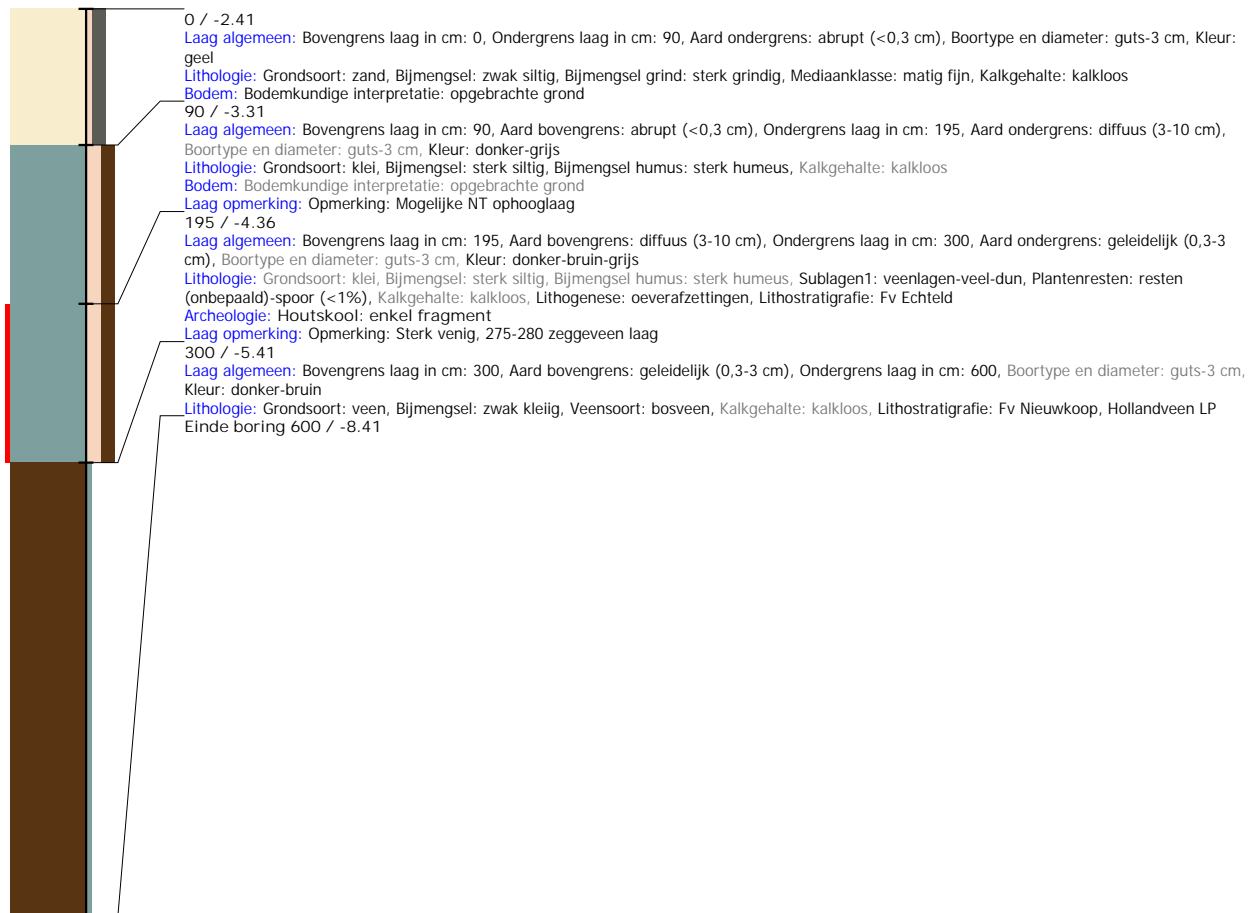 0 / -2.41
Laag algemeen: Bovengrens laag in cm: 0, Ondergrens laag in cm: 90, Aard ondergrens: abrupt (<0,3 cm), Boortype en diameter: guts-3 cm, Kleur:
geel
Lithologie: Grondsoort: zand, Bijmengsel: zwak siltig, Bijmengsel grind: sterk grindig, Mediaanklasse: matig fijn, Kalkgehalte: kalkloos
Bodem: Bodemkundige interpretatie: opgebrachte grond
90 / -3.31
Laag algemeen: Bovengrens laag in cm: 90, Aard bovengrens: abrupt (<0,3 cm), Ondergrens laag in cm: 195, Aard ondergrens: diffuus (3-10 cm),
Boortype en diameter: guts-3 cm, Kleur: donker-grijs
Lithologie: Grondsoort: klei, Bijmengsel: sterk siltig, Bijmengsel humus: sterk humeus, Kalkgehalte: kalkloos
Bodem: Bodemkundige interpretatie: opgebrachte grond
Laag opmerking: Opmerking: Mogelijke NT ophooglaag
195 / -4.36
Laag algemeen: Bovengrens laag in cm: 195, Aard bovengrens: diffuus (3-10 cm), Ondergrens laag in cm: 300, Aard ondergrens: geleidelijk (0,3-3
cm), Boortype en diameter: guts-3 cm, Kleur: donker-bruin-grijs
Lithologie: Grondsoort: klei, Bijmengsel: sterk siltig, Bijmengsel humus: sterk humeus, Sublagen1: veenlagen-veel-dun, Plantenresten: resten
(onbepaald)-spoor (<1%), Kalkgehalte: kalkloos, Lithogenese: oeverafzettingen, Lithostratigrafie: Fv Echteld
Archeologie: Houtskool: enkel fragment
Laag opmerking: Opmerking: Sterk venig, 275-280 zeggeveen laag
300 / -5.41
Laag algemeen: Bovengrens laag in cm: 300, Aard bovengrens: geleidelijk (0,3-3 cm), Ondergrens laag in cm: 600, Boortype en diameter: guts-3 cm,
Kleur: donker-bruin
Lithologie: Grondsoort: veen, Bijmengsel: zwak kleiig, Veensoort: bosveen, Kalkgehalte: kalkloos, Lithostratigrafie: Fv Nieuwkoop, Hollandveen LP
Einde boring 600 / -8.41